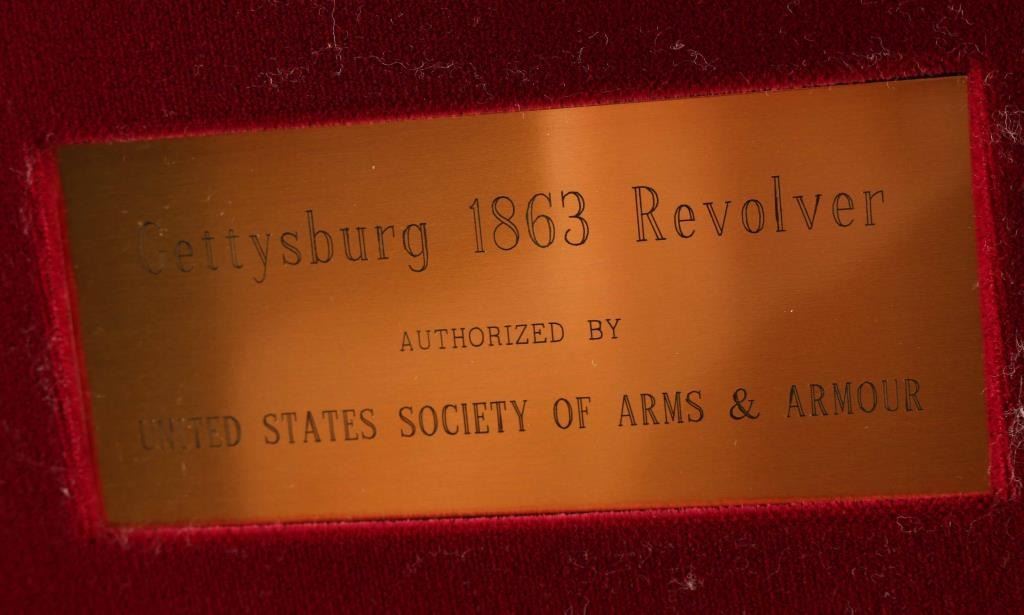 Gettysburg 1863 Revolver
AUTHORIZED BY
UNITED STATES SOCIETY OF ARMS & ARMOUR